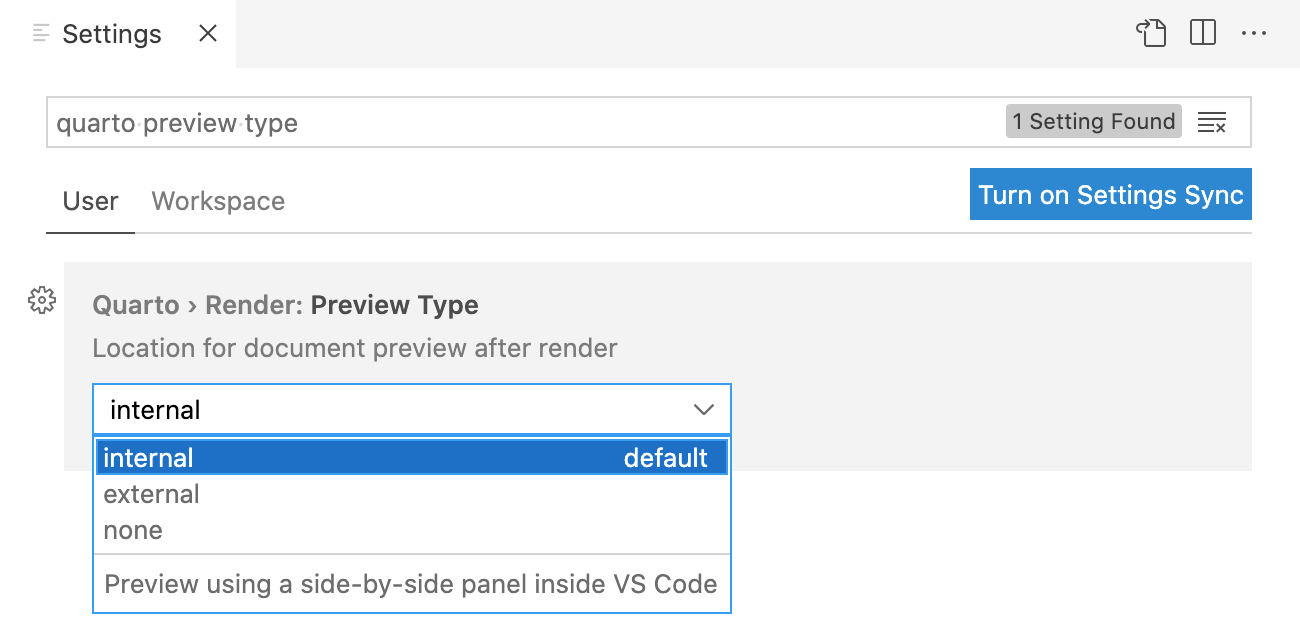 Settings
quarto preview type
1 Setting Found
User Workspace
Turn on Settings Sync
Quarto › Render: Preview Type
Location for document preview after render
internal
internal default
external
none
Preview using a side-by-side panel inside VS Code